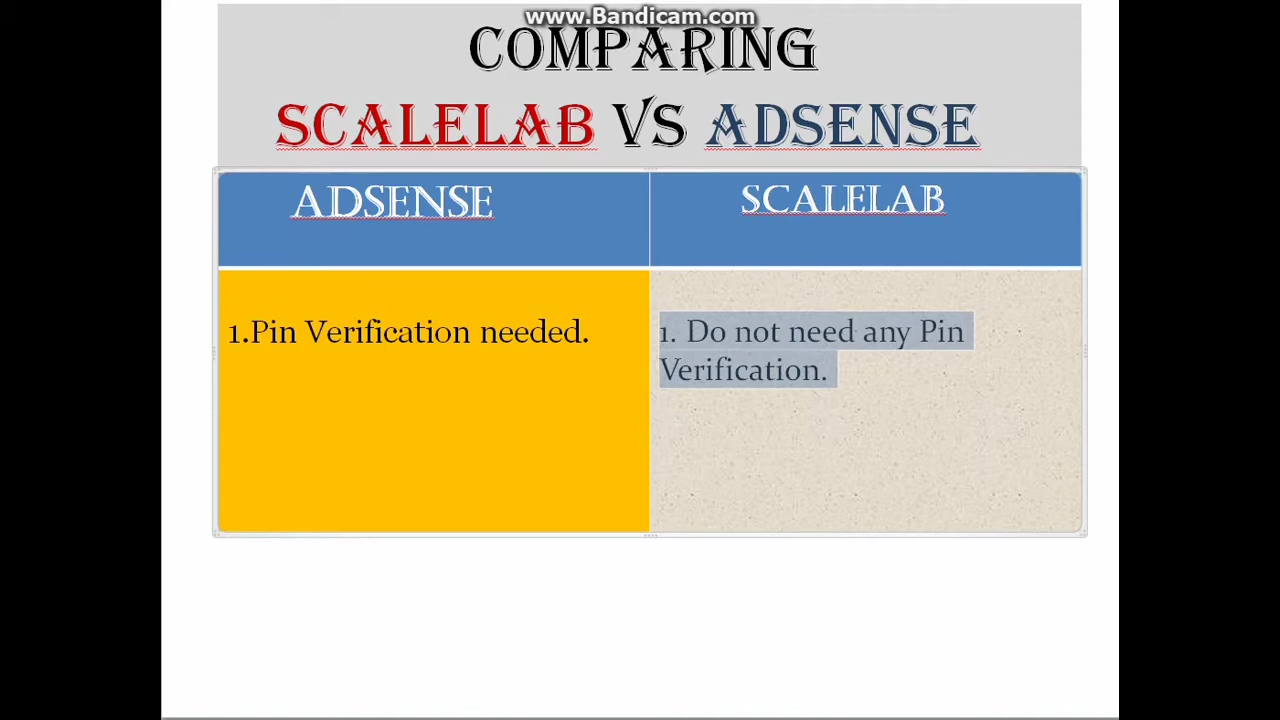 www.Bandicam.com
COMPARING
SCALELAB VS ADSENSE
ADSENSE
SCALELAB
1.Pin Verification needed.
1. Do not need any Pin
Verification.